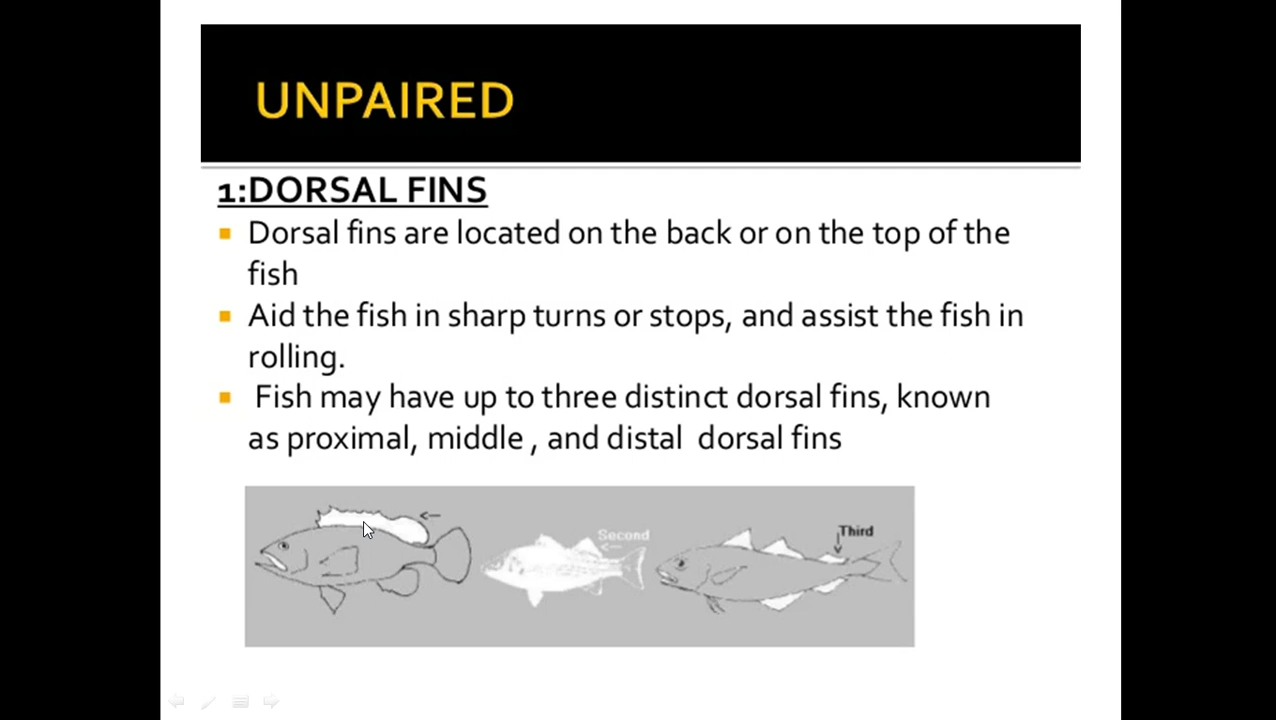 UNPAIRED
1:DORSAL FINS
Dorsal fins are located on the back or on the top of the
fish
Aid the fish in sharp turns or stops, and assist the fish in
rolling.
Fish may have up to three distinct dorsal fins, known
as proximal, middle , and distal dorsal fins
Second
Third